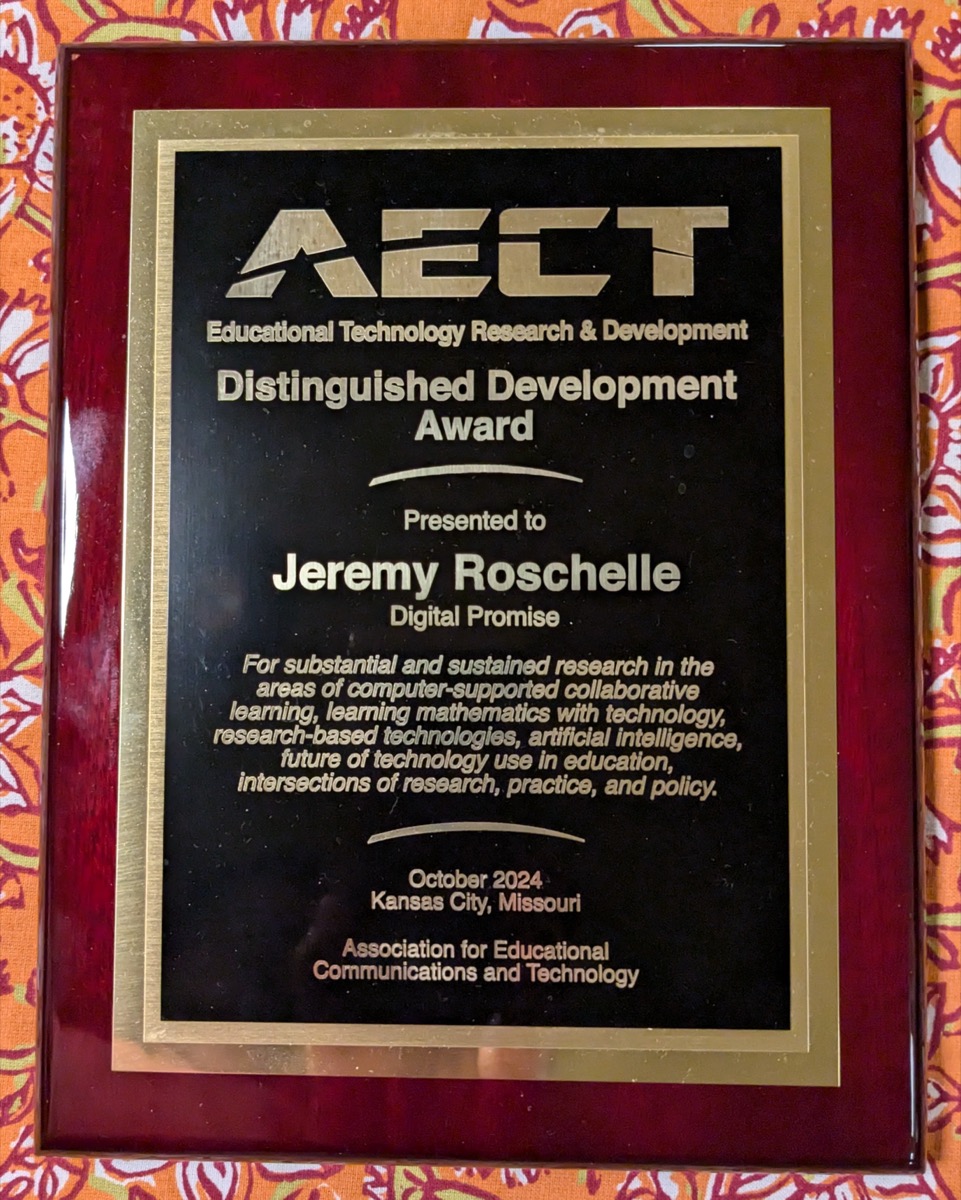 AECT
Educational Technology Research & Development
Distinguished Development
Award
Presented to
Jeremy Roschelle
Digital Promise
For substantial and sustained research in the
areas of computer-supported collaborative
learning, learning mathematics with technology,
research-based technologies, artificial intelligence,
future of technology use in education,
intersections of research, practice, and policy.
October 2024
Kansas City, Missouri
Association for Educational
Communications and Technology